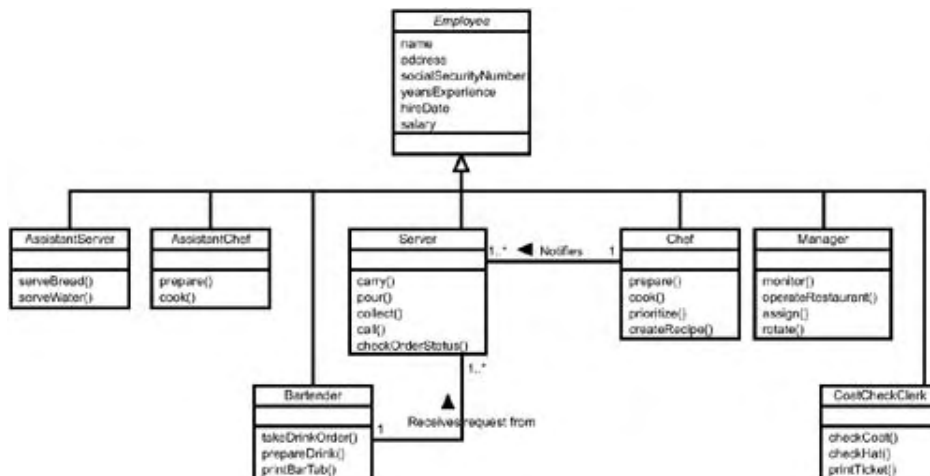 Employee
name
address
socialSecurityNumber
yearsExperience
hireDate
salary
AssistantServer
serveBread()
serveWater()
AssistantChef
prepare()
cook()
Server
carry()
pour()
collect()
call()
checkOrderStatus()
1..*
Notifies
1
Chef
prepare()
cook()
prioritize()
createRecipe()
Manager
monitor()
operateRestaurant()
assign()
rotate()
1..*
Receives request from
1
Bartender
takeDrinkOrder()
prepareDrink()
printBarTab()
CoatCheckClerk
checkCoat()
checkHat()
printTicket()